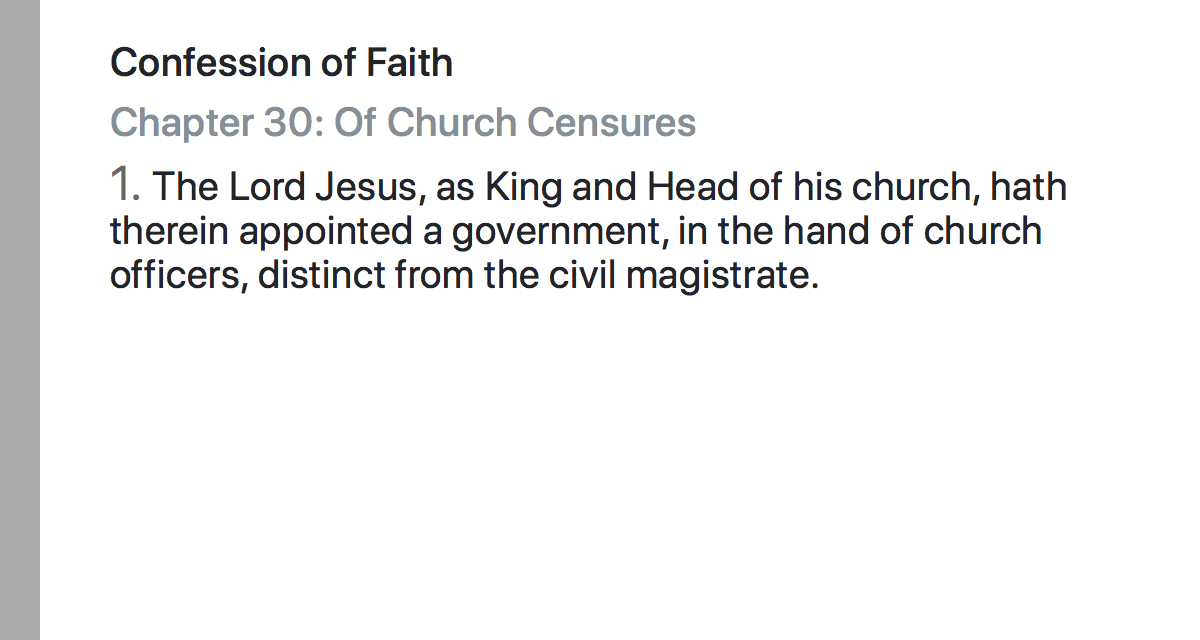 Confession of Faith
Chapter 30: Of Church Censures
1. The Lord Jesus, as King and Head of his church, hath
therein appointed a government, in the hand of church
officers, distinct from the civil magistrate.